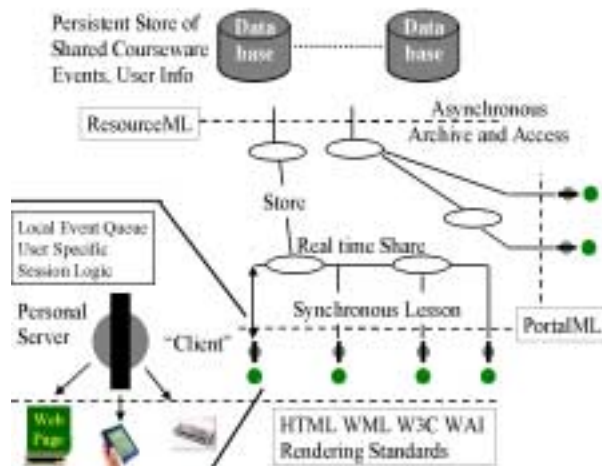 Persistent Store of
Shared Courseware
Events, User Info
Data
base
Data
base
ResourceML
Asynchronous
Archive and Access
Store
Local Event Queue
User Specific
Session Logic
Real time Share
Personal
Server
"Client"
Synchronous Lesson
PortalML
Web
Page
HTML WML W3C WAI
Rendering Standards